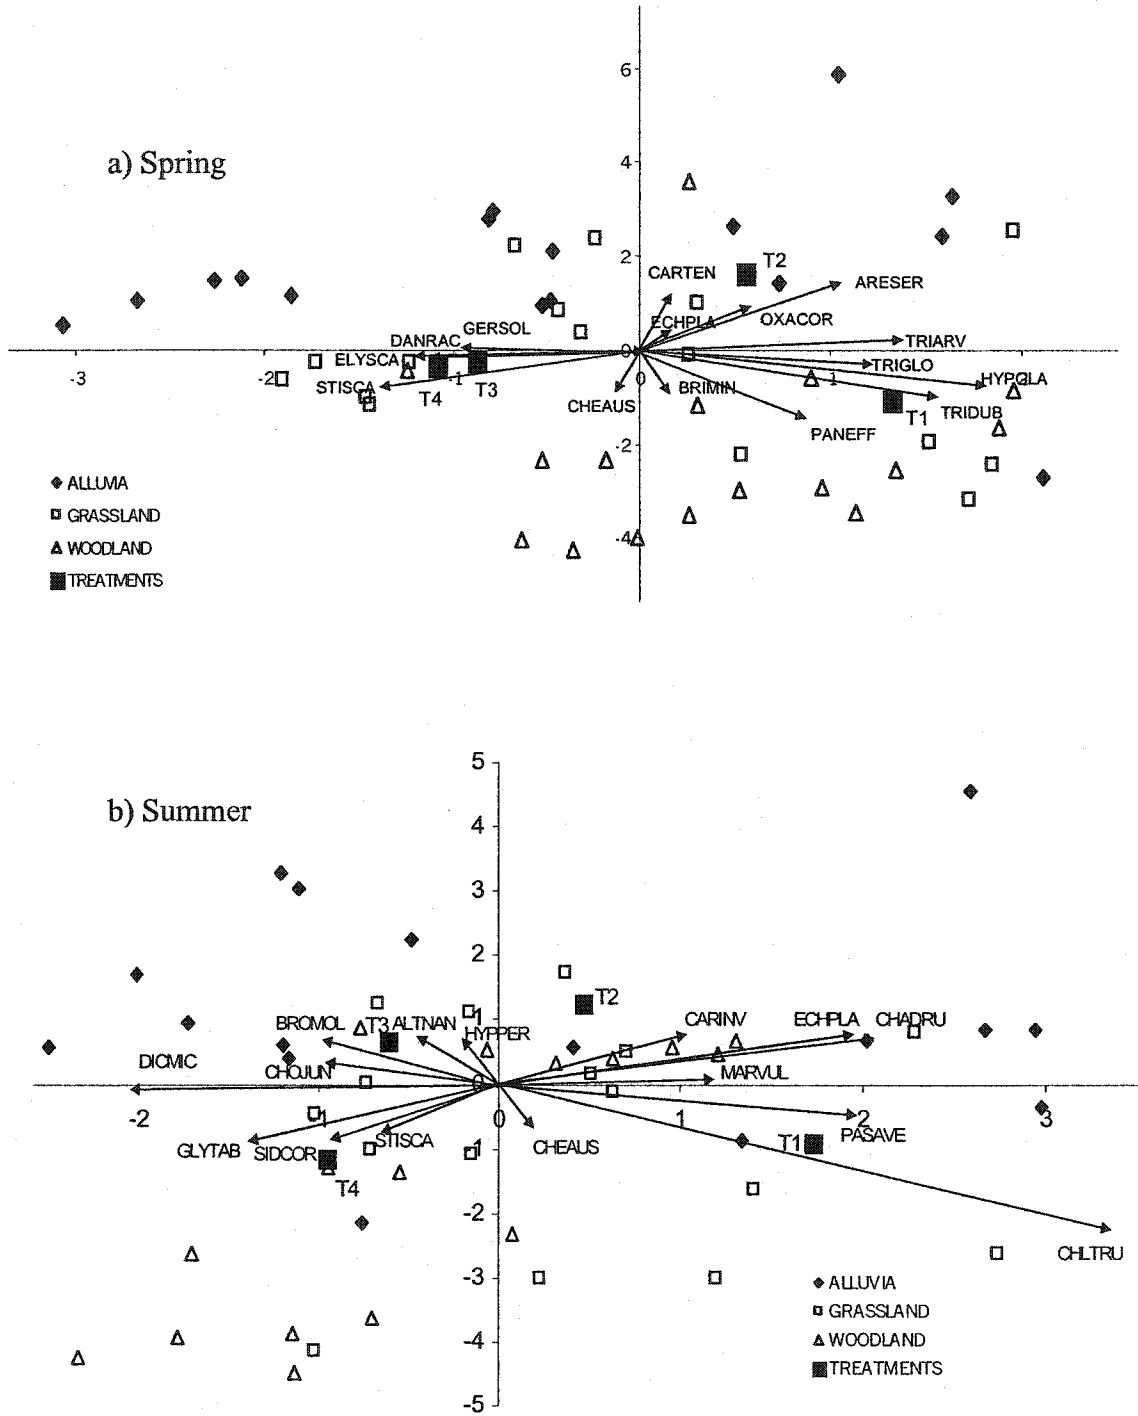 a) Spring
6
4
2
0
-2
-4
-3
-2
-1
0
CARTEN
T2
ARESER
ECHPLA
OXACOR
GERSOL
DANRAC
TRIARV
ELYSCA
TRIGLO
STISCA
T4
T3
HYPGLA
CHEAUS
BRIMIN
T1
TRIDUB
PANEFF
ALLUMA
GRASSLAND
WOODLAND
TREATMENTS
b) Summer
5
4
3
2
1
0
-1
-2
-3
-4
-5
-2
-1
0
1
2
3
T2
BROMOL
T3
ALTNAN
HYPPER
CARINV
ECHPLA
CHADRU
DICMIC
CHOJUN
MARVUL
GLYTAB
SIDCOR
STISCA
CHEAUS
T1
PASAVE
T4
CHLTRU
ALLUVIA
GRASSLAND
WOODLAND
TREATMENTS